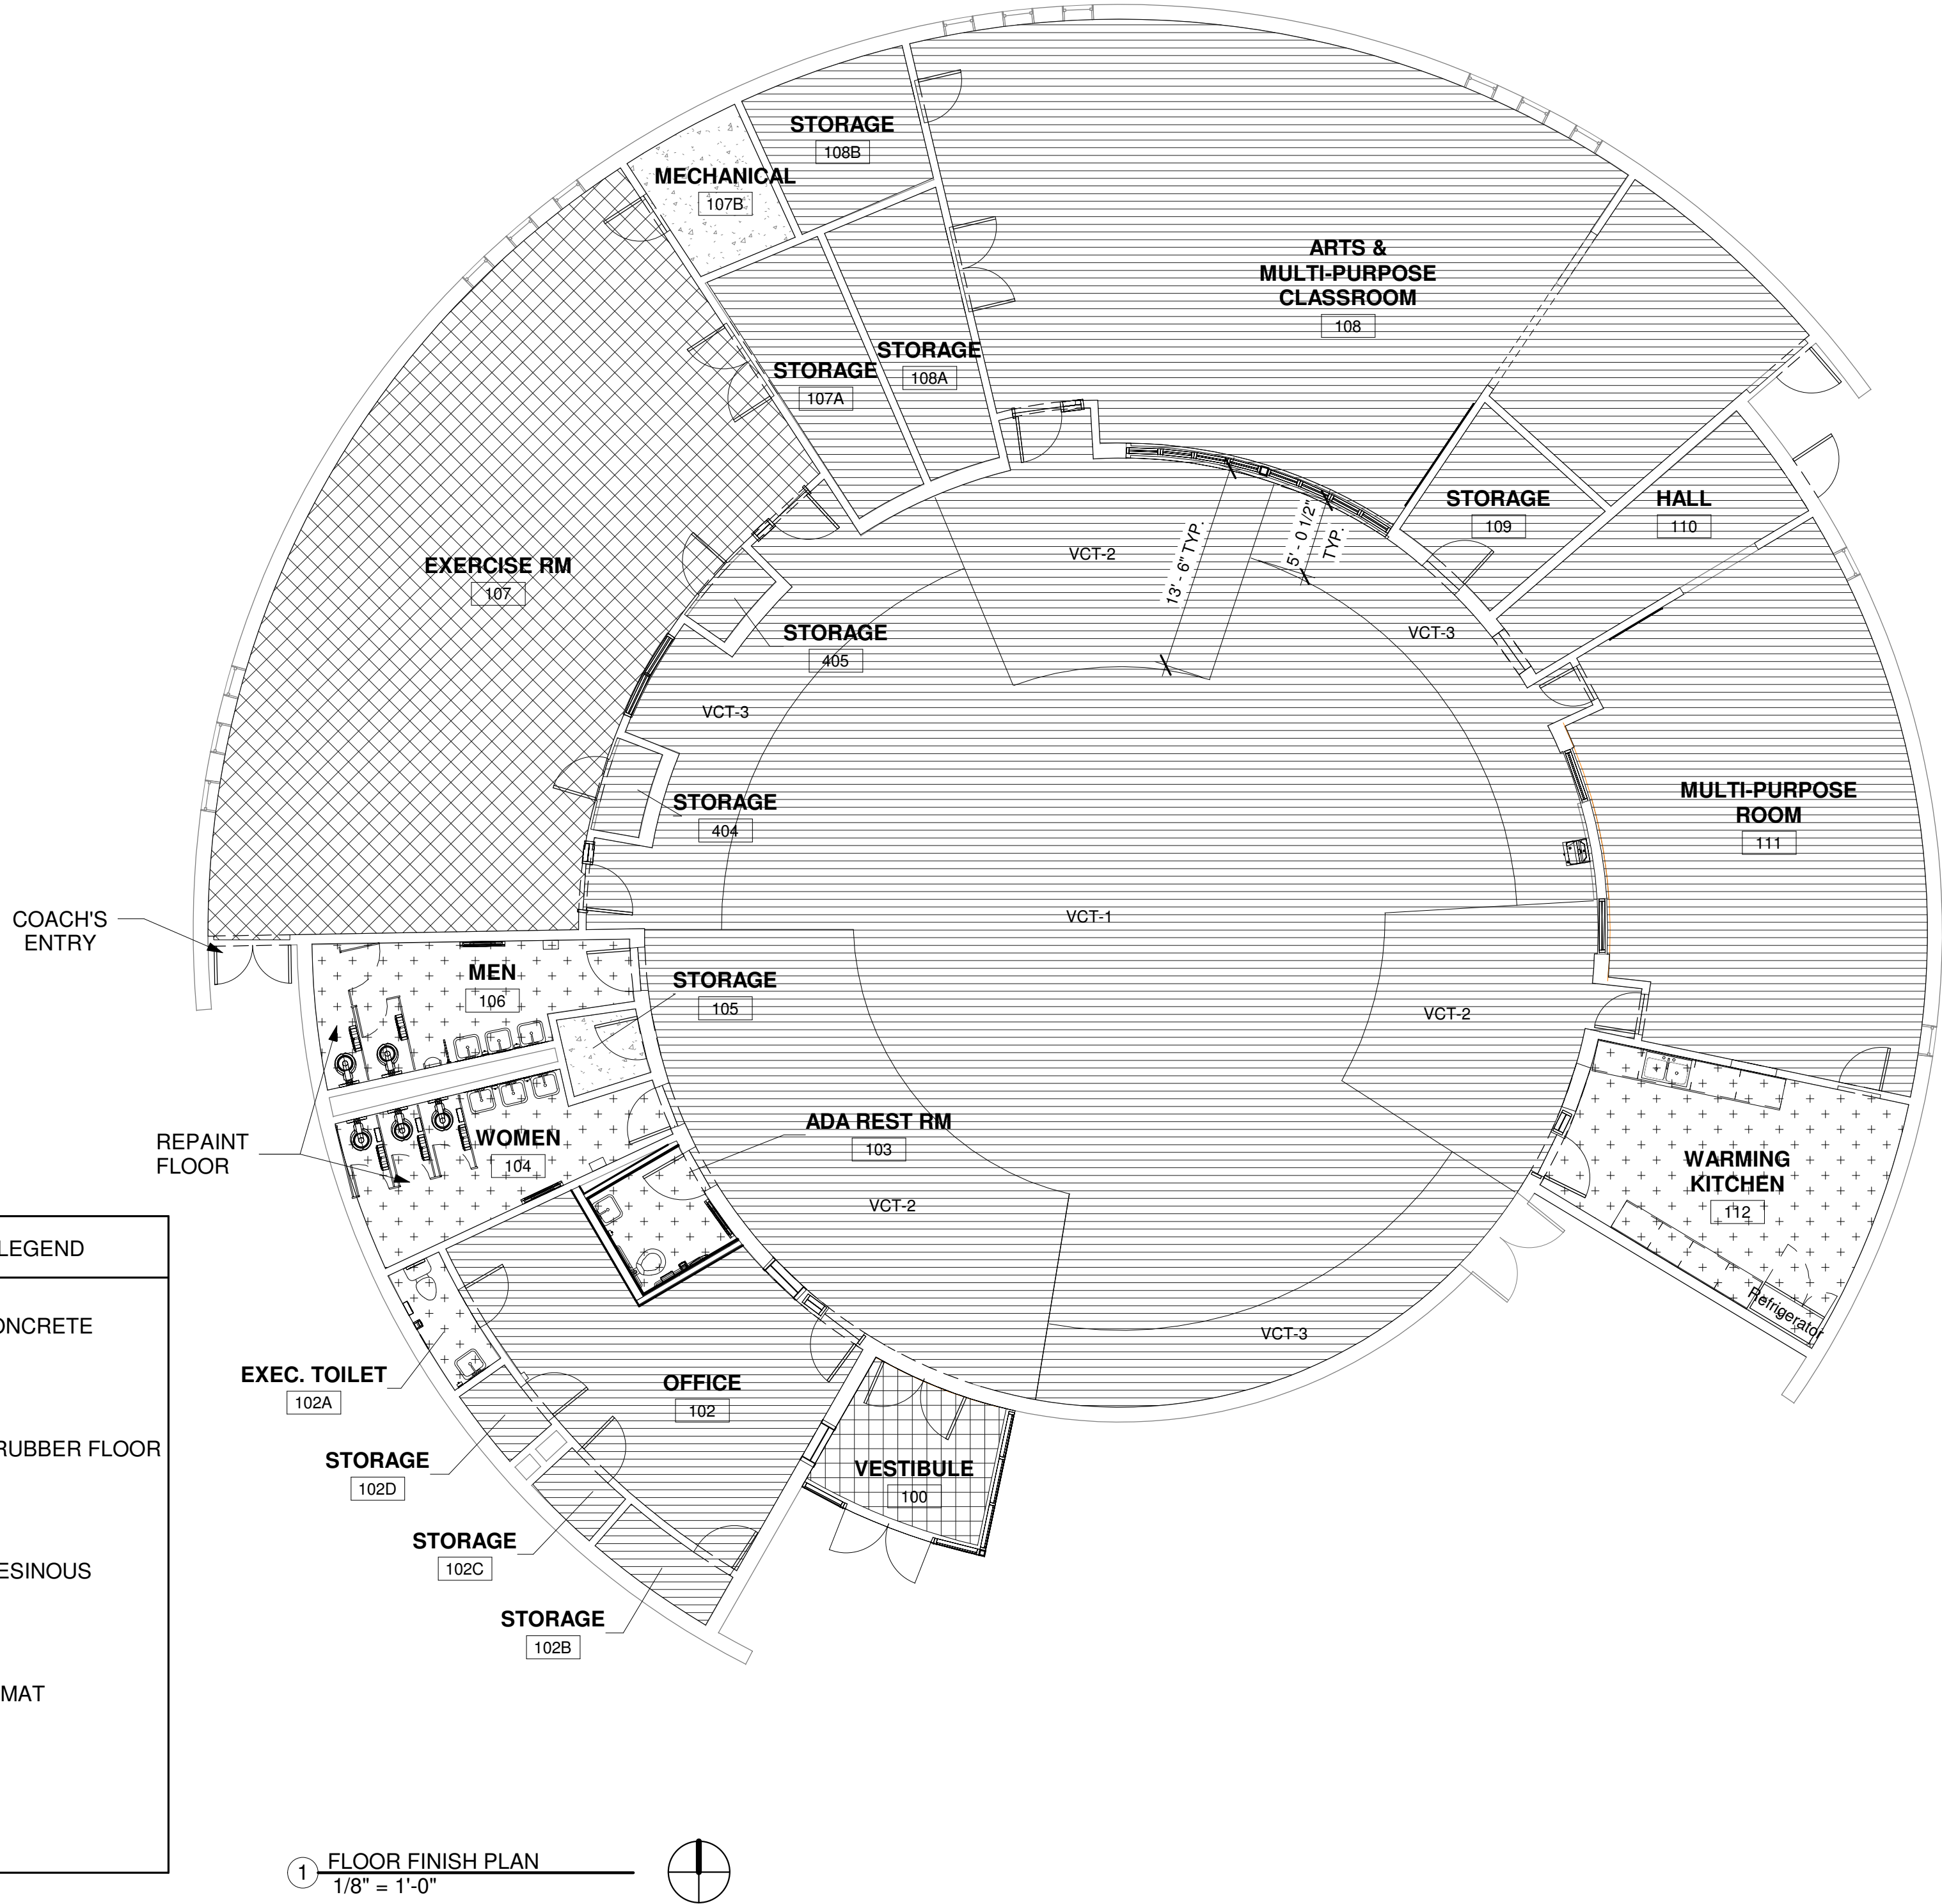 STORAGE
108B
MECHANICAL
107B
ARTS &
MULTI-PURPOSE
CLASSROOM
108
STORAGE
108A
STORAGE
107A
STORAGE
109
HALL
110
VCT-2
13' - 6" TYP.
5' - 0 1/2"
TYP.
EXERCISE RM
107
STORAGE
405
VCT-3
VCT-3
STORAGE
404
MULTI-PURPOSE
ROOM
111
COACH'S
ENTRY
VCT-1
MEN
106
STORAGE
105
VCT-2
REPAINT
FLOOR
WOMEN
104
ADA REST RM
103
WARMING
KITCHEN
112
VCT-2
Refrigerator
VCT-3
EXEC. TOILET
102A
OFFICE
102
STORAGE
102D
VESTIBULE
100
STORAGE
102C
STORAGE
102B
LEGEND
ONCRETE
RUBBER FLOOR
ESINOUS
MAT
1 FLOOR FINISH PLAN
1/8" = 1'-0"